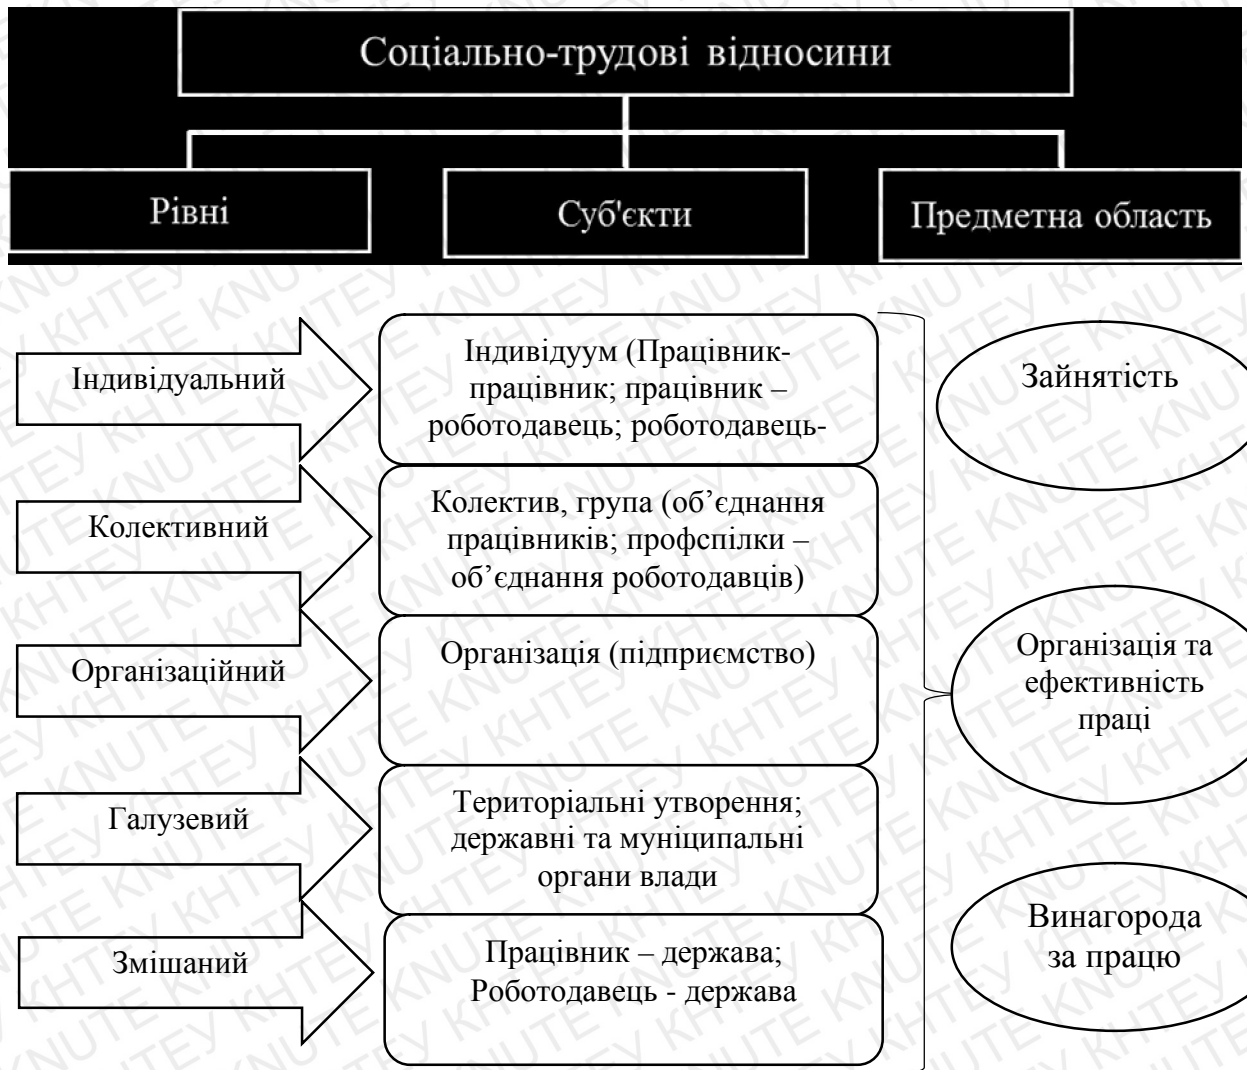 Соціально-трудові відносини
Рівні
Суб'єкти
Предметна область
Індивідуальний
Індивідуум (Працівник-
працівник; працівник –
роботодавець; роботодавець-
Зайнятість
Колективний
Колектив, група (об’єднання
працівників; профспілки –
об’єднання роботодавців)
Організаційний
Організація (підприємство)
Організація та
ефективність
праці
Галузевий
Територіальні утворення;
державні та муніципальні
органи влади
Змішаний
Працівник – держава;
Роботодавець - держава
Винагорода
за працю